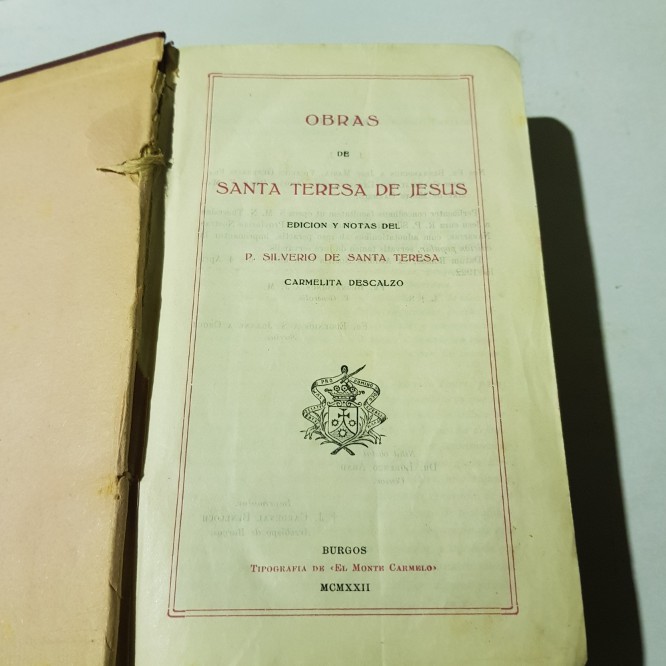 OBRAS
DE
SANTA TERESA DE JESUS
EDICION Y NOTAS DEL
P. SILVERIO DE SANTA TERESA
CARMELITA DESCALZO
BURGOS
TIPOGRAFIA DE «EL MONTE CARMELO»
MCMXXII